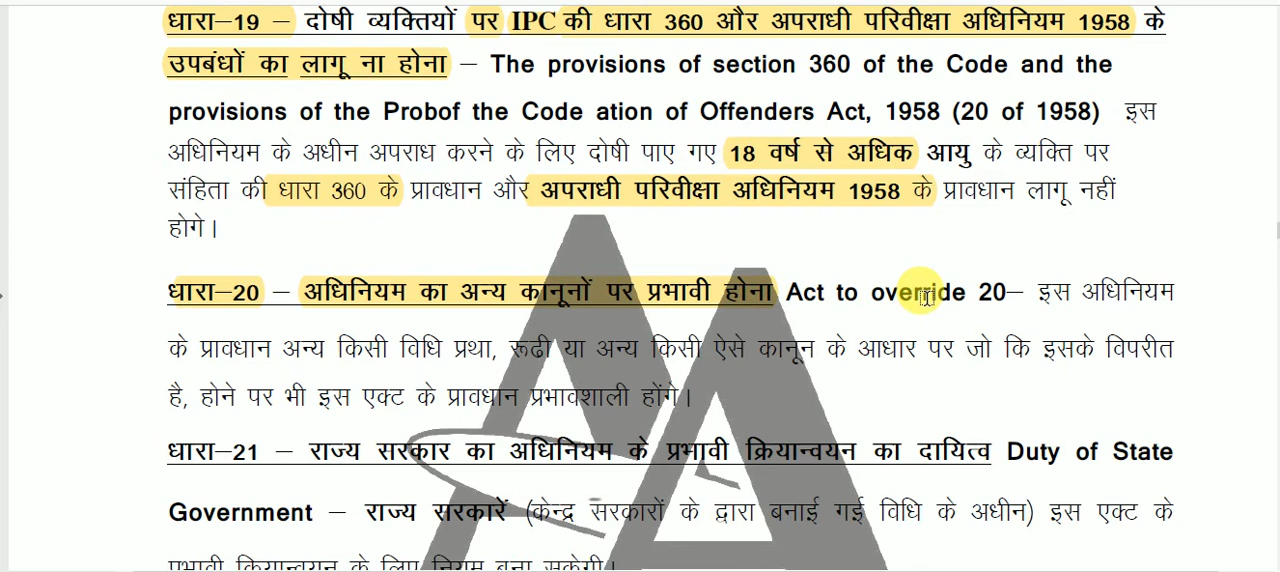 धारा–19 – दोषी व्यक्तियों पर IPC की धारा 360 और अपराधी परिवीक्षा अधिनियम 1958 के
उपबंधों का लागू ना होना – The provisions of section 360 of the Code and the
provisions of the Probof the Code ation of Offenders Act, 1958 (20 of 1958) इस
अधिनियम के अधीन अपराध करने के लिए दोषी पाए गए 18 वर्ष से अधिक आयु के व्यक्ति पर
संहिता की धारा 360 के प्रावधान और अपराधी परिवीक्षा अधिनियम 1958 के प्रावधान लागू नहीं
होगे।
धारा–20 – अधिनियम का अन्य कानूनों पर प्रभावी होना Act to override 20– इस अधिनियम
के प्रावधान अन्य किसी विधि प्रथा, रूढी या अन्य किसी ऐसे कानून के आधार पर जो कि इसके विपरीत
है, होने पर भी इस एक्ट के प्रावधान प्रभावशाली होंगे।
धारा–21 – राज्य सरकार का अधिनियम के प्रभावी क्रियान्वयन का दायित्व Duty of State
Government – राज्य सरकारें (केन्द्र सरकारों के द्वारा बनाई गई विधि के अधीन) इस एक्ट के
प्रभावी क्रियान्वयन के लिए नियम बना सकेगी।